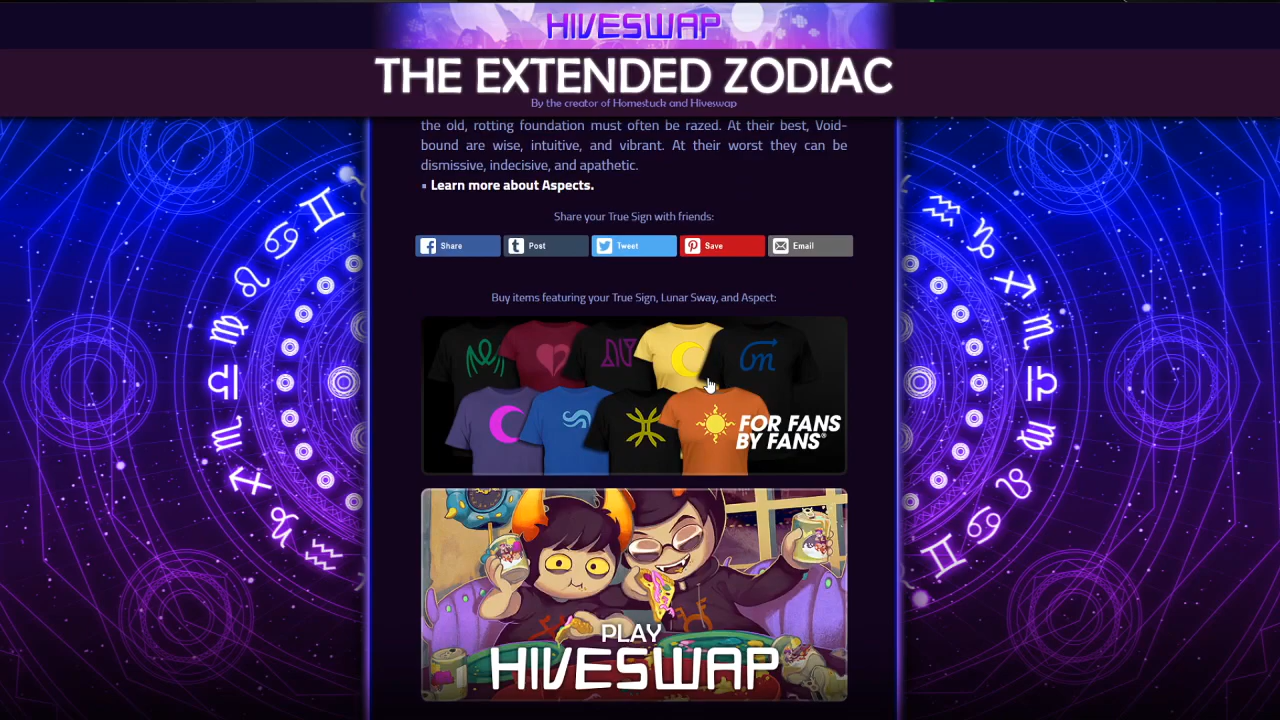 HIVESWAP
THE EXTENDED ZODIAC
By the creator of Homestuck and Hiveswap
the old, rotting foundation must often be razed. At their best, Void-
bound are wise, intuitive, and vibrant. At their worst they can be
dismissive, indecisive, and apathetic.
Learn more about Aspects.
Share your True Sign with friends:
Share Post Tweet Save Email
Buy items featuring your True Sign, Lunar Sway, and Aspect:
FOR FANS
BY FANS®
PLAY
HIVESWAP